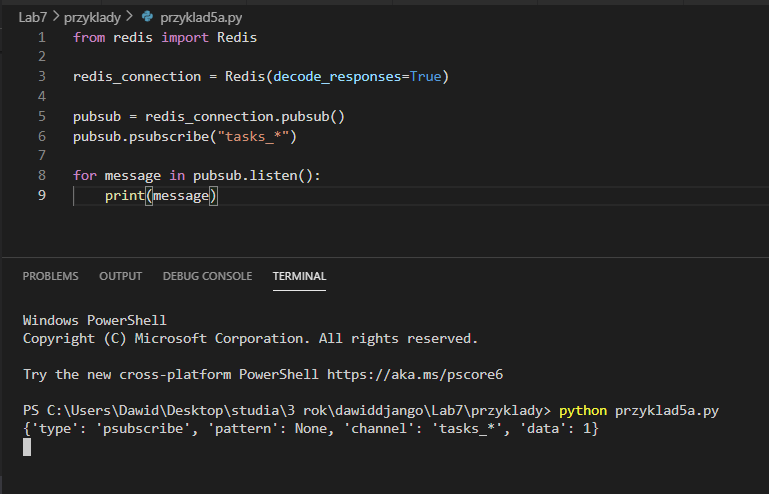 Lab7 > przyklady > przyklad5a.py
1 from redis import Redis
2
3 redis_connection = Redis(decode_responses=True)
4
5 pubsub = redis_connection.pubsub()
6 pubsub.psubscribe("tasks_*")
7
8 for message in pubsub.listen():
9     print(message)
PROBLEMS OUTPUT DEBUG CONSOLE TERMINAL
Windows PowerShell
Copyright (C) Microsoft Corporation. All rights reserved.
Try the new cross-platform PowerShell https://aka.ms/pscore6
PS C:\Users\Dawid\Desktop\studia\3 rok\dawiddjango\Lab7\przyklady> python przyklad5a.py
{'type': 'psubscribe', 'pattern': None, 'channel': 'tasks_*', 'data': 1}